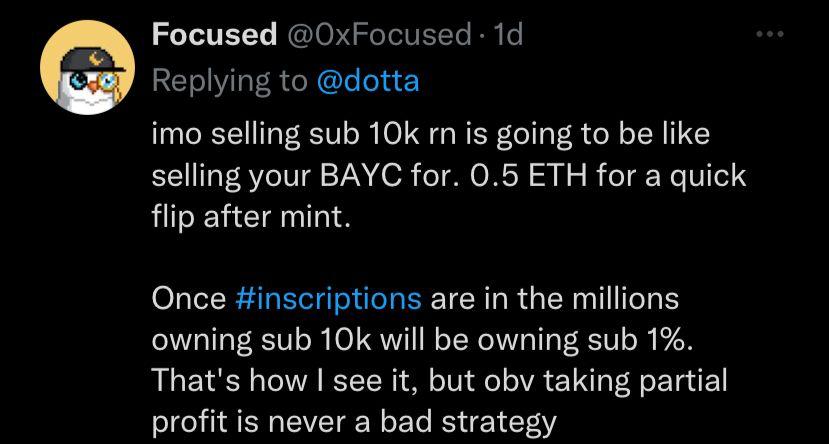 Focused @0xFocused · 1d
Replying to @dotta
imo selling sub 10k rn is going to be like
selling your BAYC for. 0.5 ETH for a quick
flip after mint.
Once #inscriptions are in the millions
owning sub 10k will be owning sub 1%.
That's how I see it, but obv taking partial
profit is never a bad strategy